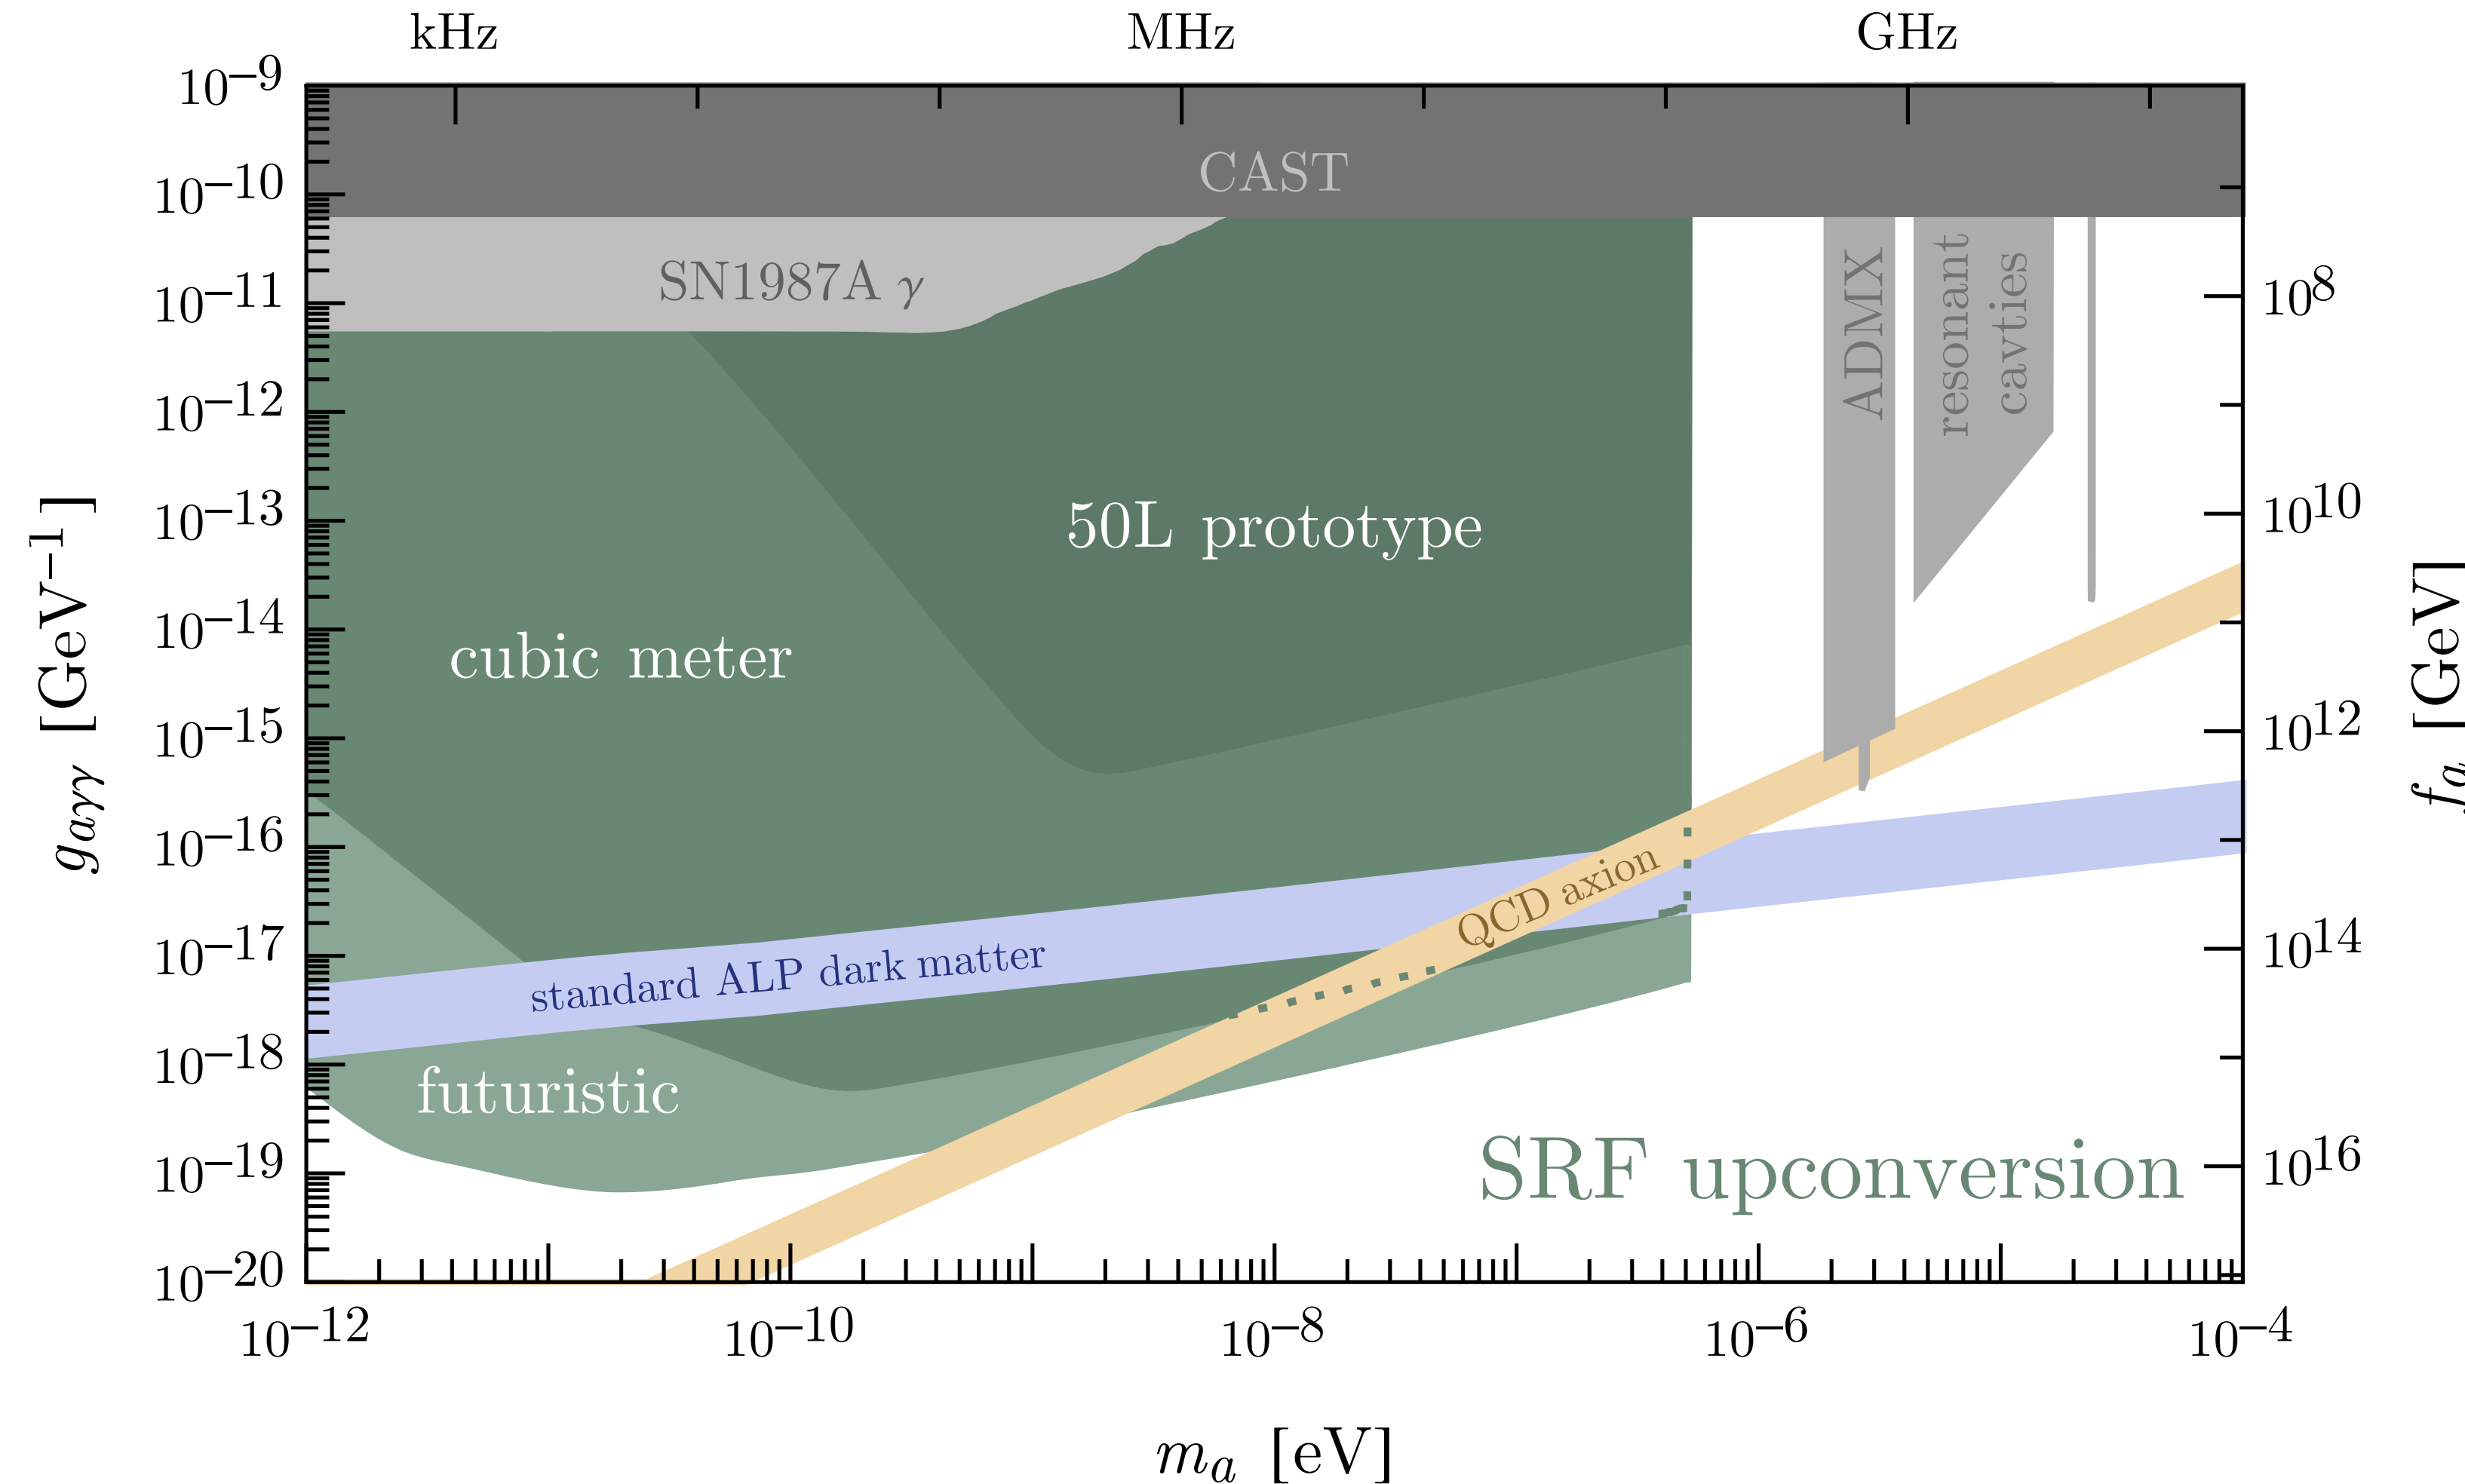 kHz MHz GHz
10⁻⁹
10⁻¹⁰
10⁻¹¹
10⁻¹²
10⁻¹³
10⁻¹⁴
10⁻¹⁵
10⁻¹⁶
10⁻¹⁷
10⁻¹⁸
10⁻¹⁹
10⁻²⁰
g_aγγ [GeV⁻¹]
CAST
SN1987A γ
ADMX
resonant
cavties
50L prototype
cubic meter
QCD axion
standard ALP dark matter
futuristic
SRF upconversion
10⁸
10¹⁰
10¹²
10¹⁴
10¹⁶
f_a [GeV]
10⁻¹² 10⁻¹⁰ 10⁻⁸ 10⁻⁶ 10⁻⁴
m_a [eV]